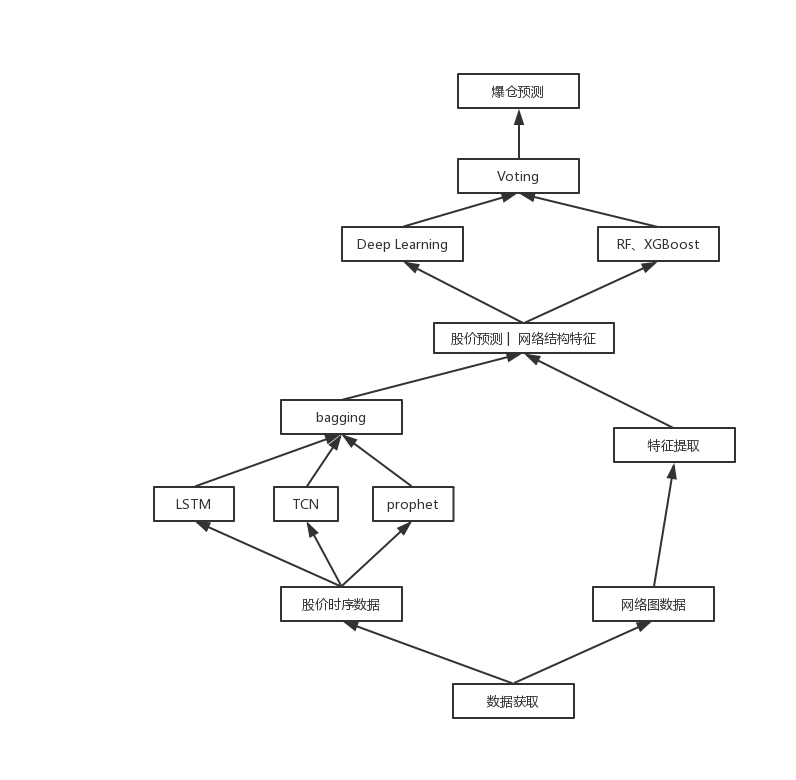 爆仓预测
Voting
Deep Learning
RF、XGBoost
股价预测 | 网络结构特征
bagging
特征提取
LSTM
TCN
prophet
股价时序数据
网络图数据
数据获取